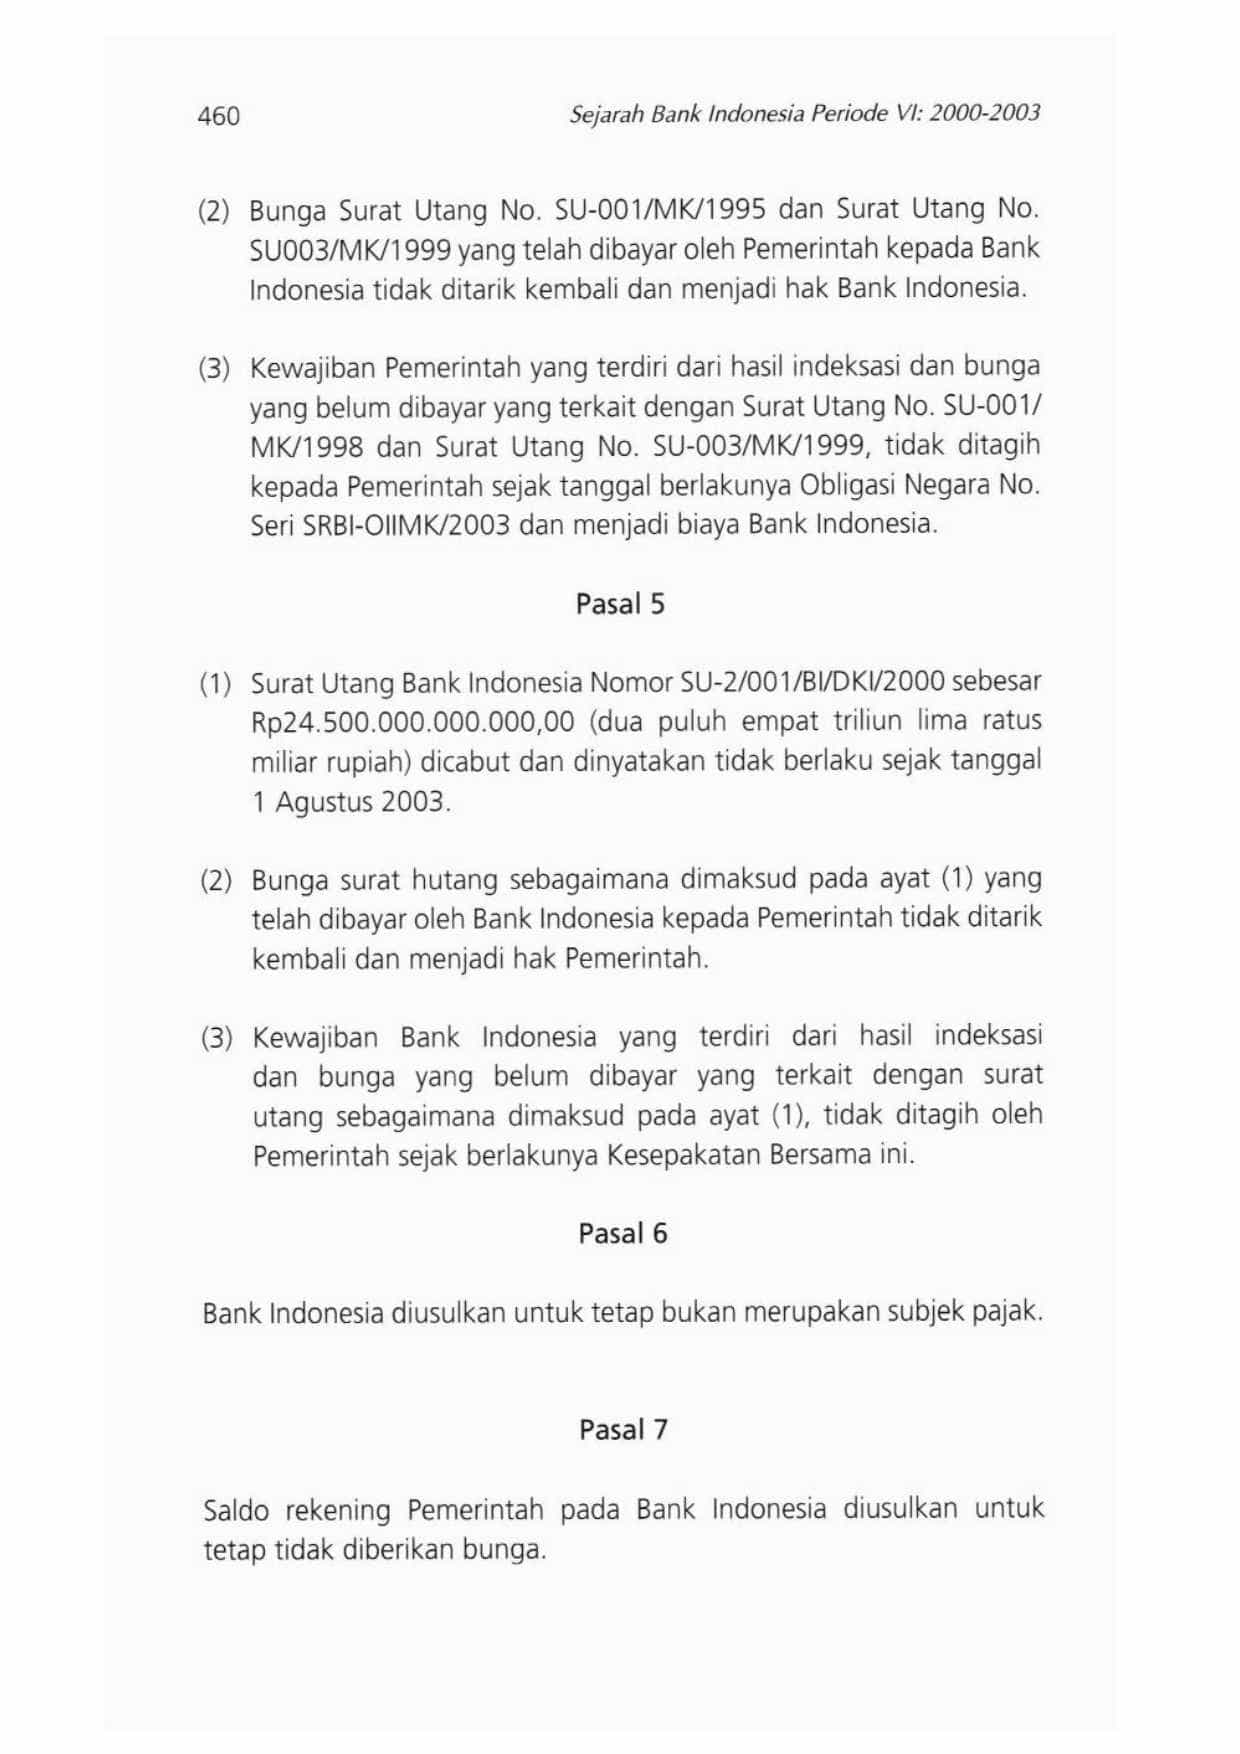 460 Sejarah Bank Indonesia Periode VI: 2000-2003
(2) Bunga Surat Utang No. SU-001/MK/1995 dan Surat Utang No.
SU003/MK/1999 yang telah dibayar oleh Pemerintah kepada Bank
Indonesia tidak ditarik kembali dan menjadi hak Bank Indonesia.
(3) Kewajiban Pemerintah yang terdiri dari hasil indeksasi dan bunga
yang belum dibayar yang terkait dengan Surat Utang No. SU-001/
MK/1998 dan Surat Utang No. SU-003/MK/1999, tidak ditagih
kepada Pemerintah sejak tanggal berlakunya Obligasi Negara No.
Seri SRBI-OIIMK/2003 dan menjadi biaya Bank Indonesia.
Pasal 5
(1) Surat Utang Bank Indonesia Nomor SU-2/001/BI/DKI/2000 sebesar
Rp24.500.000.000.000,00 (dua puluh empat triliun lima ratus
miliar rupiah) dicabut dan dinyatakan tidak berlaku sejak tanggal
1 Agustus 2003.
(2) Bunga surat hutang sebagaimana dimaksud pada ayat (1) yang
telah dibayar oleh Bank Indonesia kepada Pemerintah tidak ditarik
kembali dan menjadi hak Pemerintah.
(3) Kewajiban Bank Indonesia yang terdiri dari hasil indeksasi
dan bunga yang belum dibayar yang terkait dengan surat
utang sebagaimana dimaksud pada ayat (1), tidak ditagih oleh
Pemerintah sejak berlakunya Kesepakatan Bersama ini.
Pasal 6
Bank Indonesia diusulkan untuk tetap bukan merupakan subjek pajak.
Pasal 7
Saldo rekening Pemerintah pada Bank Indonesia diusulkan untuk
tetap tidak diberikan bunga.